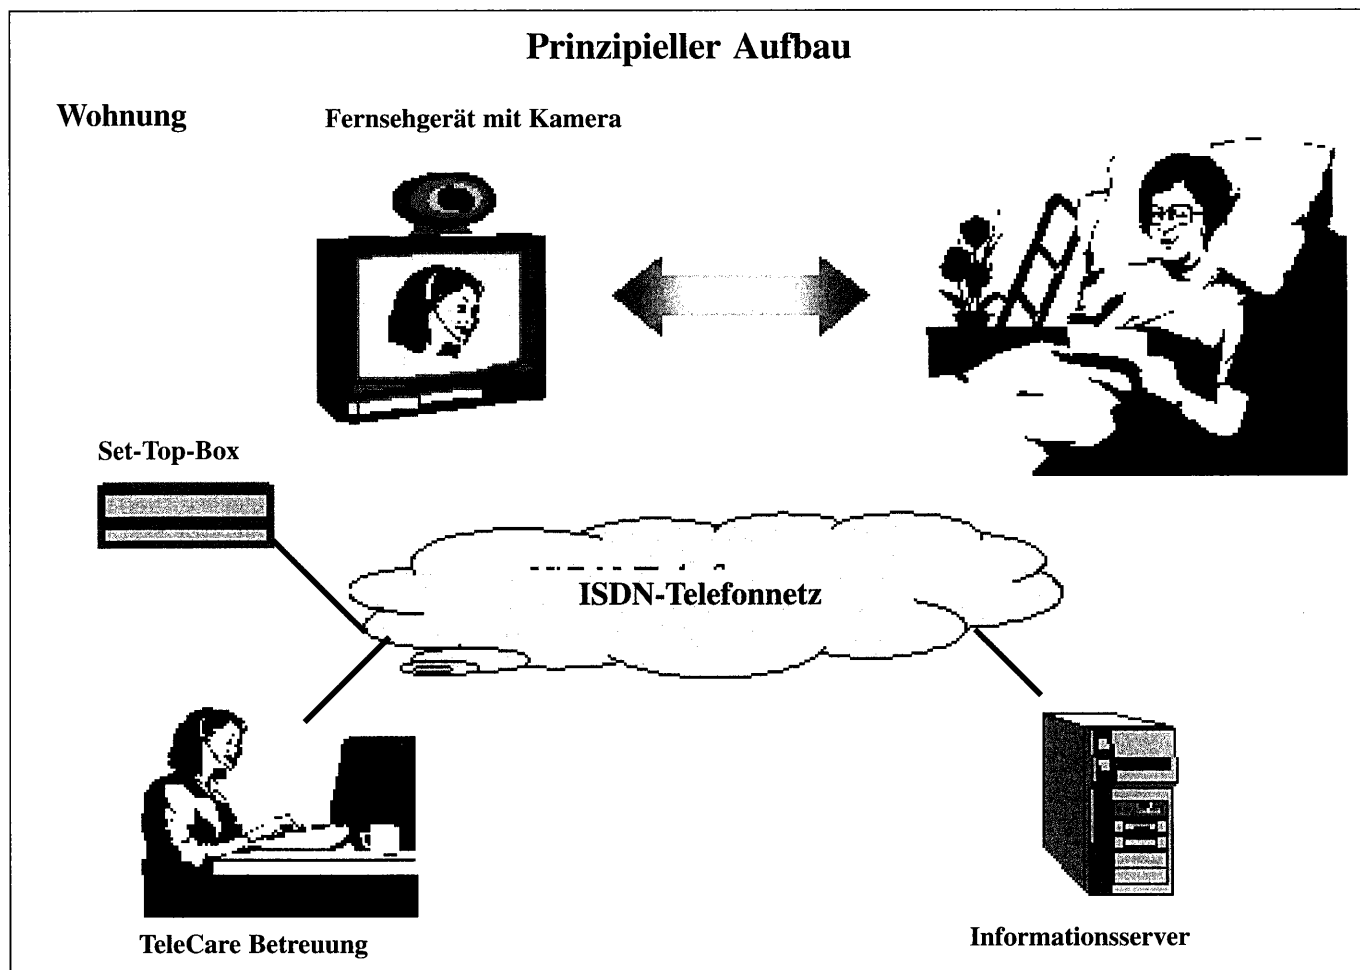 Prinzipieller Aufbau
Wohnung
Fernsehgerät mit Kamera
Set-Top-Box
ISDN-Telefonnetz
TeleCare Betreuung
Informationsserver